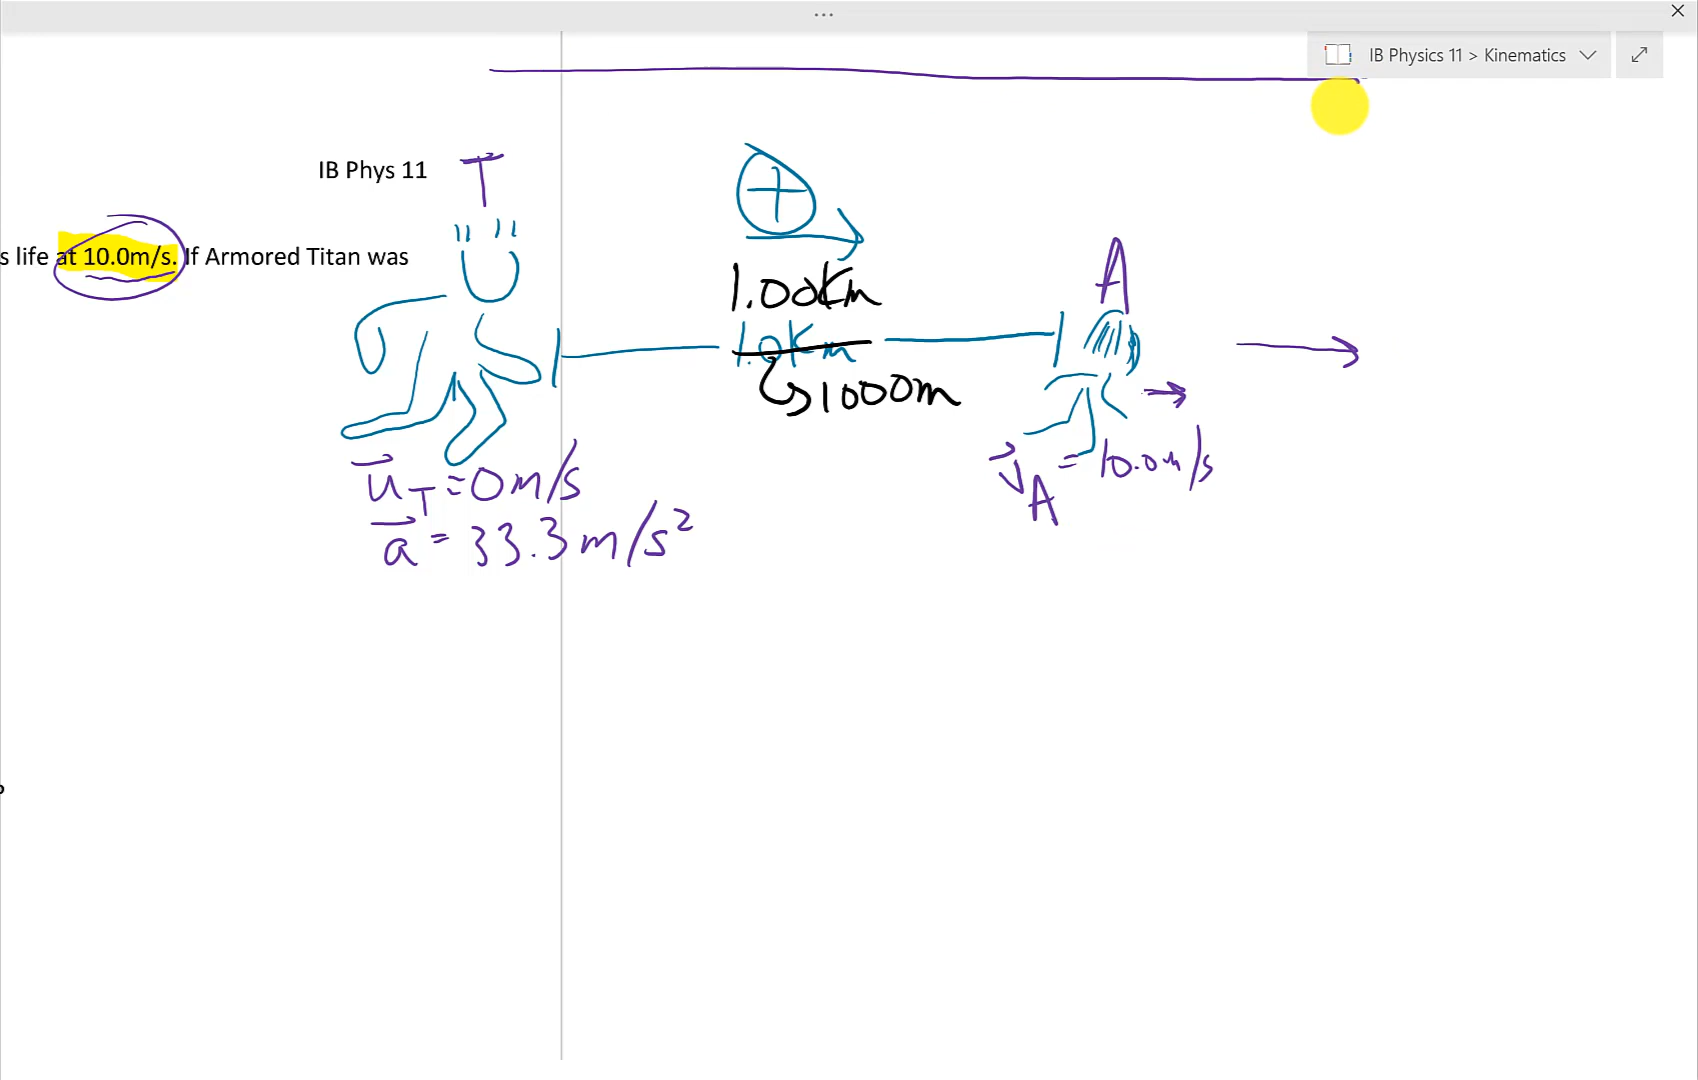 IB Physics 11 > Kinematics
IB Phys 11
T
+
s life at 10.0m/s. If Armored Titan was
A
1.00Km
1.0Km
1000m
u⃗T = 0m/s
v⃗A = 10.0m/s
a⃗ = 33.3m/s²